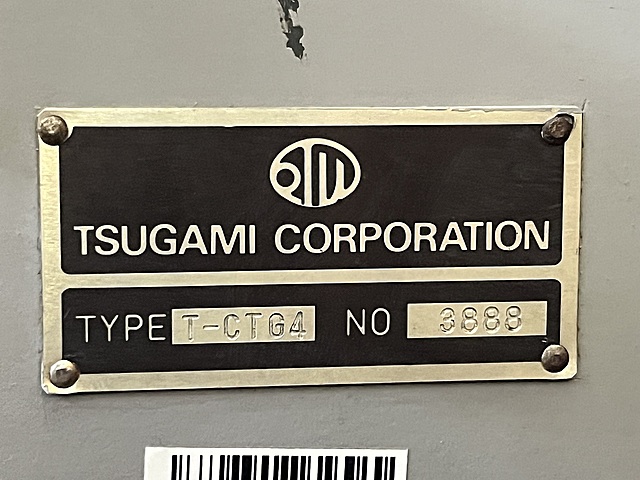 TSUGAMI CORPORATION
TYPE T-CTG4 NO 3888